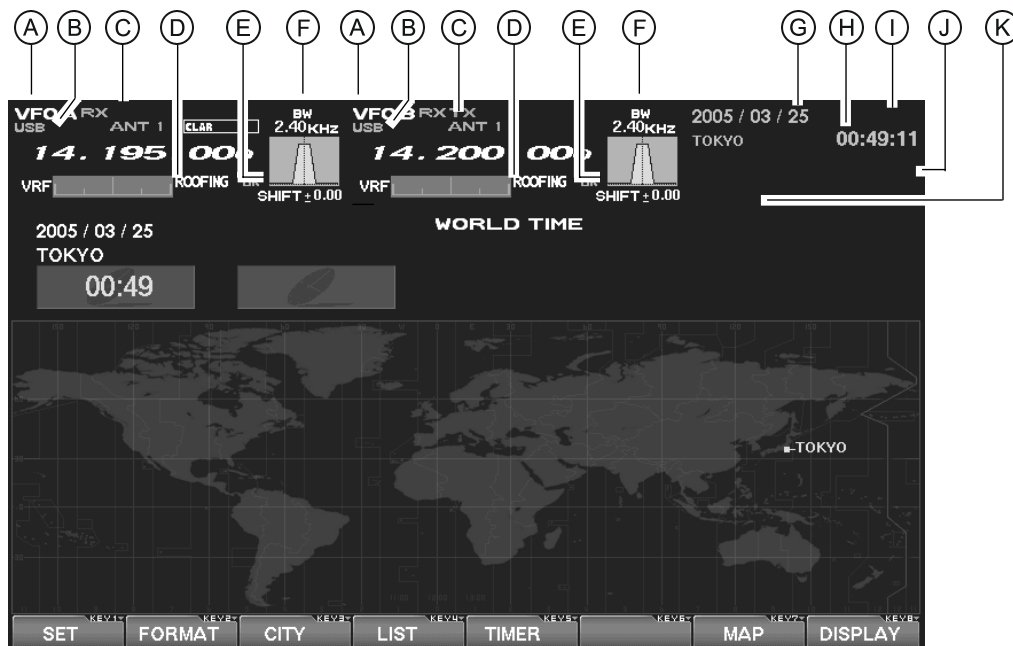 A B C D E F A B C D E F G H I J K
VFO-A RX VFO-B RX TX BW BW 2005 / 03 / 25
USB ANT 1 CLAR 2.40KHz USB ANT 1 2.40KHz TOKYO 00:49:11
14. 195 14. 200
VRF ROOFING VRF ROOFING
SHIFT ± 0.00 SHIFT ± 0.00
WORLD TIME
2005 / 03 / 25
TOKYO
00:49
TOKYO
KEY1 KEY2 KEY3 KEY4 KEY5 KEY6 KEY7 KEY8
SET FORMAT CITY LIST TIMER MAP DISPLAY